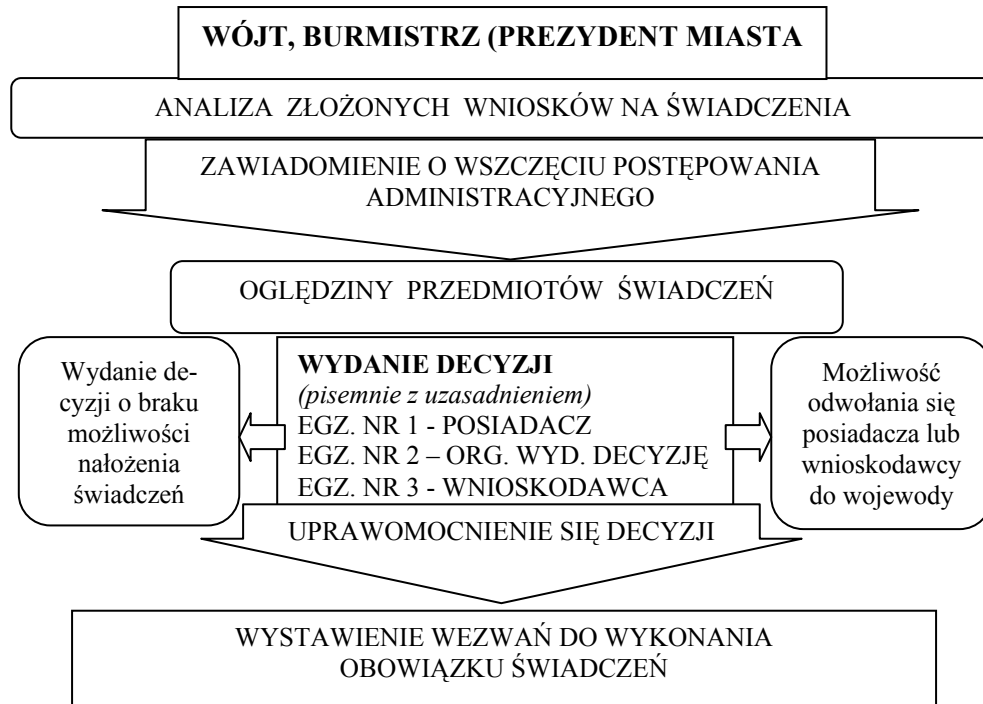 WÓJT, BURMISTRZ (PREZYDENT MIASTA
ANALIZA ZŁOŻONYCH WNIOSKÓW NA ŚWIADCZENIA
ZAWIADOMIENIE O WSZCZĘCIU POSTĘPOWANIA
ADMINISTRACYJNEGO
OGLĘDZINY PRZEDMIOTÓW ŚWIADCZEŃ
Wydanie de-
cyzji o braku
możliwości
nałożenia
świadczeń
WYDANIE DECYZJI
(pisemnie z uzasadnieniem)
EGZ. NR 1 - POSIADACZ
EGZ. NR 2 – ORG. WYD. DECYZJĘ
EGZ. NR 3 - WNIOSKODAWCA
Możliwość
odwołania się
posiadacza lub
wnioskodawcy
do wojewody
UPRAWOMOCNIENIE SIĘ DECYZJI
WYSTAWIENIE WEZWAŃ DO WYKONANIA
OBOWIĄZKU ŚWIADCZEŃ